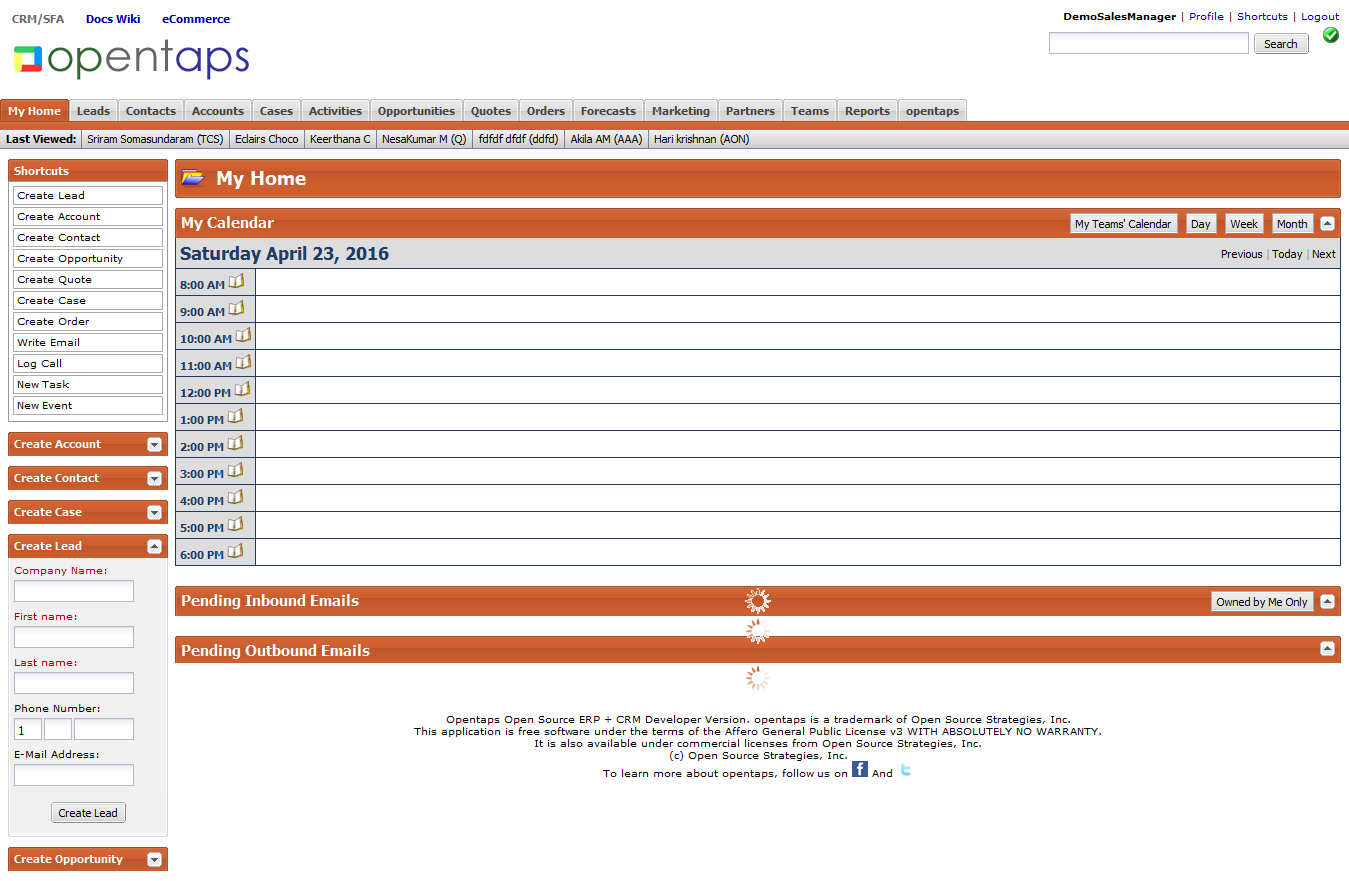 CRM/SFA Docs Wiki eCommerce
DemoSalesManager | Profile | Shortcuts | Logout
opentaps
Search
My Home Leads Contacts Accounts Cases Activities Opportunities Quotes Orders Forecasts Marketing Partners Teams Reports opentaps
Last Viewed: Sriram Somasundaram (TCS) Eclairs Choco Keerthana C NesaKumar M (Q) fdfdf dfdf (ddfd) Akila AM (AAA) Hari krishnan (AON)
Shortcuts
Create Lead
Create Account
Create Contact
Create Opportunity
Create Quote
Create Case
Create Order
Write Email
Log Call
New Task
New Event
Create Account
Create Contact
Create Case
Create Lead
Company Name:
First name:
Last name:
Phone Number:
1
E-Mail Address:
Create Lead
Create Opportunity
My Home
My Calendar My Teams' Calendar Day Week Month
Saturday April 23, 2016 Previous | Today | Next
8:00 AM
9:00 AM
10:00 AM
11:00 AM
12:00 PM
1:00 PM
2:00 PM
3:00 PM
4:00 PM
5:00 PM
6:00 PM
Pending Inbound Emails Owned by Me Only
Pending Outbound Emails
Opentaps Open Source ERP + CRM Developer Version. opentaps is a trademark of Open Source Strategies, Inc.
This application is free software under the terms of the Affero General Public License v3 WITH ABSOLUTELY NO WARRANTY.
It is also available under commercial licenses from Open Source Strategies, Inc.
(c) Open Source Strategies, Inc.
To learn more about opentaps, follow us on f And t